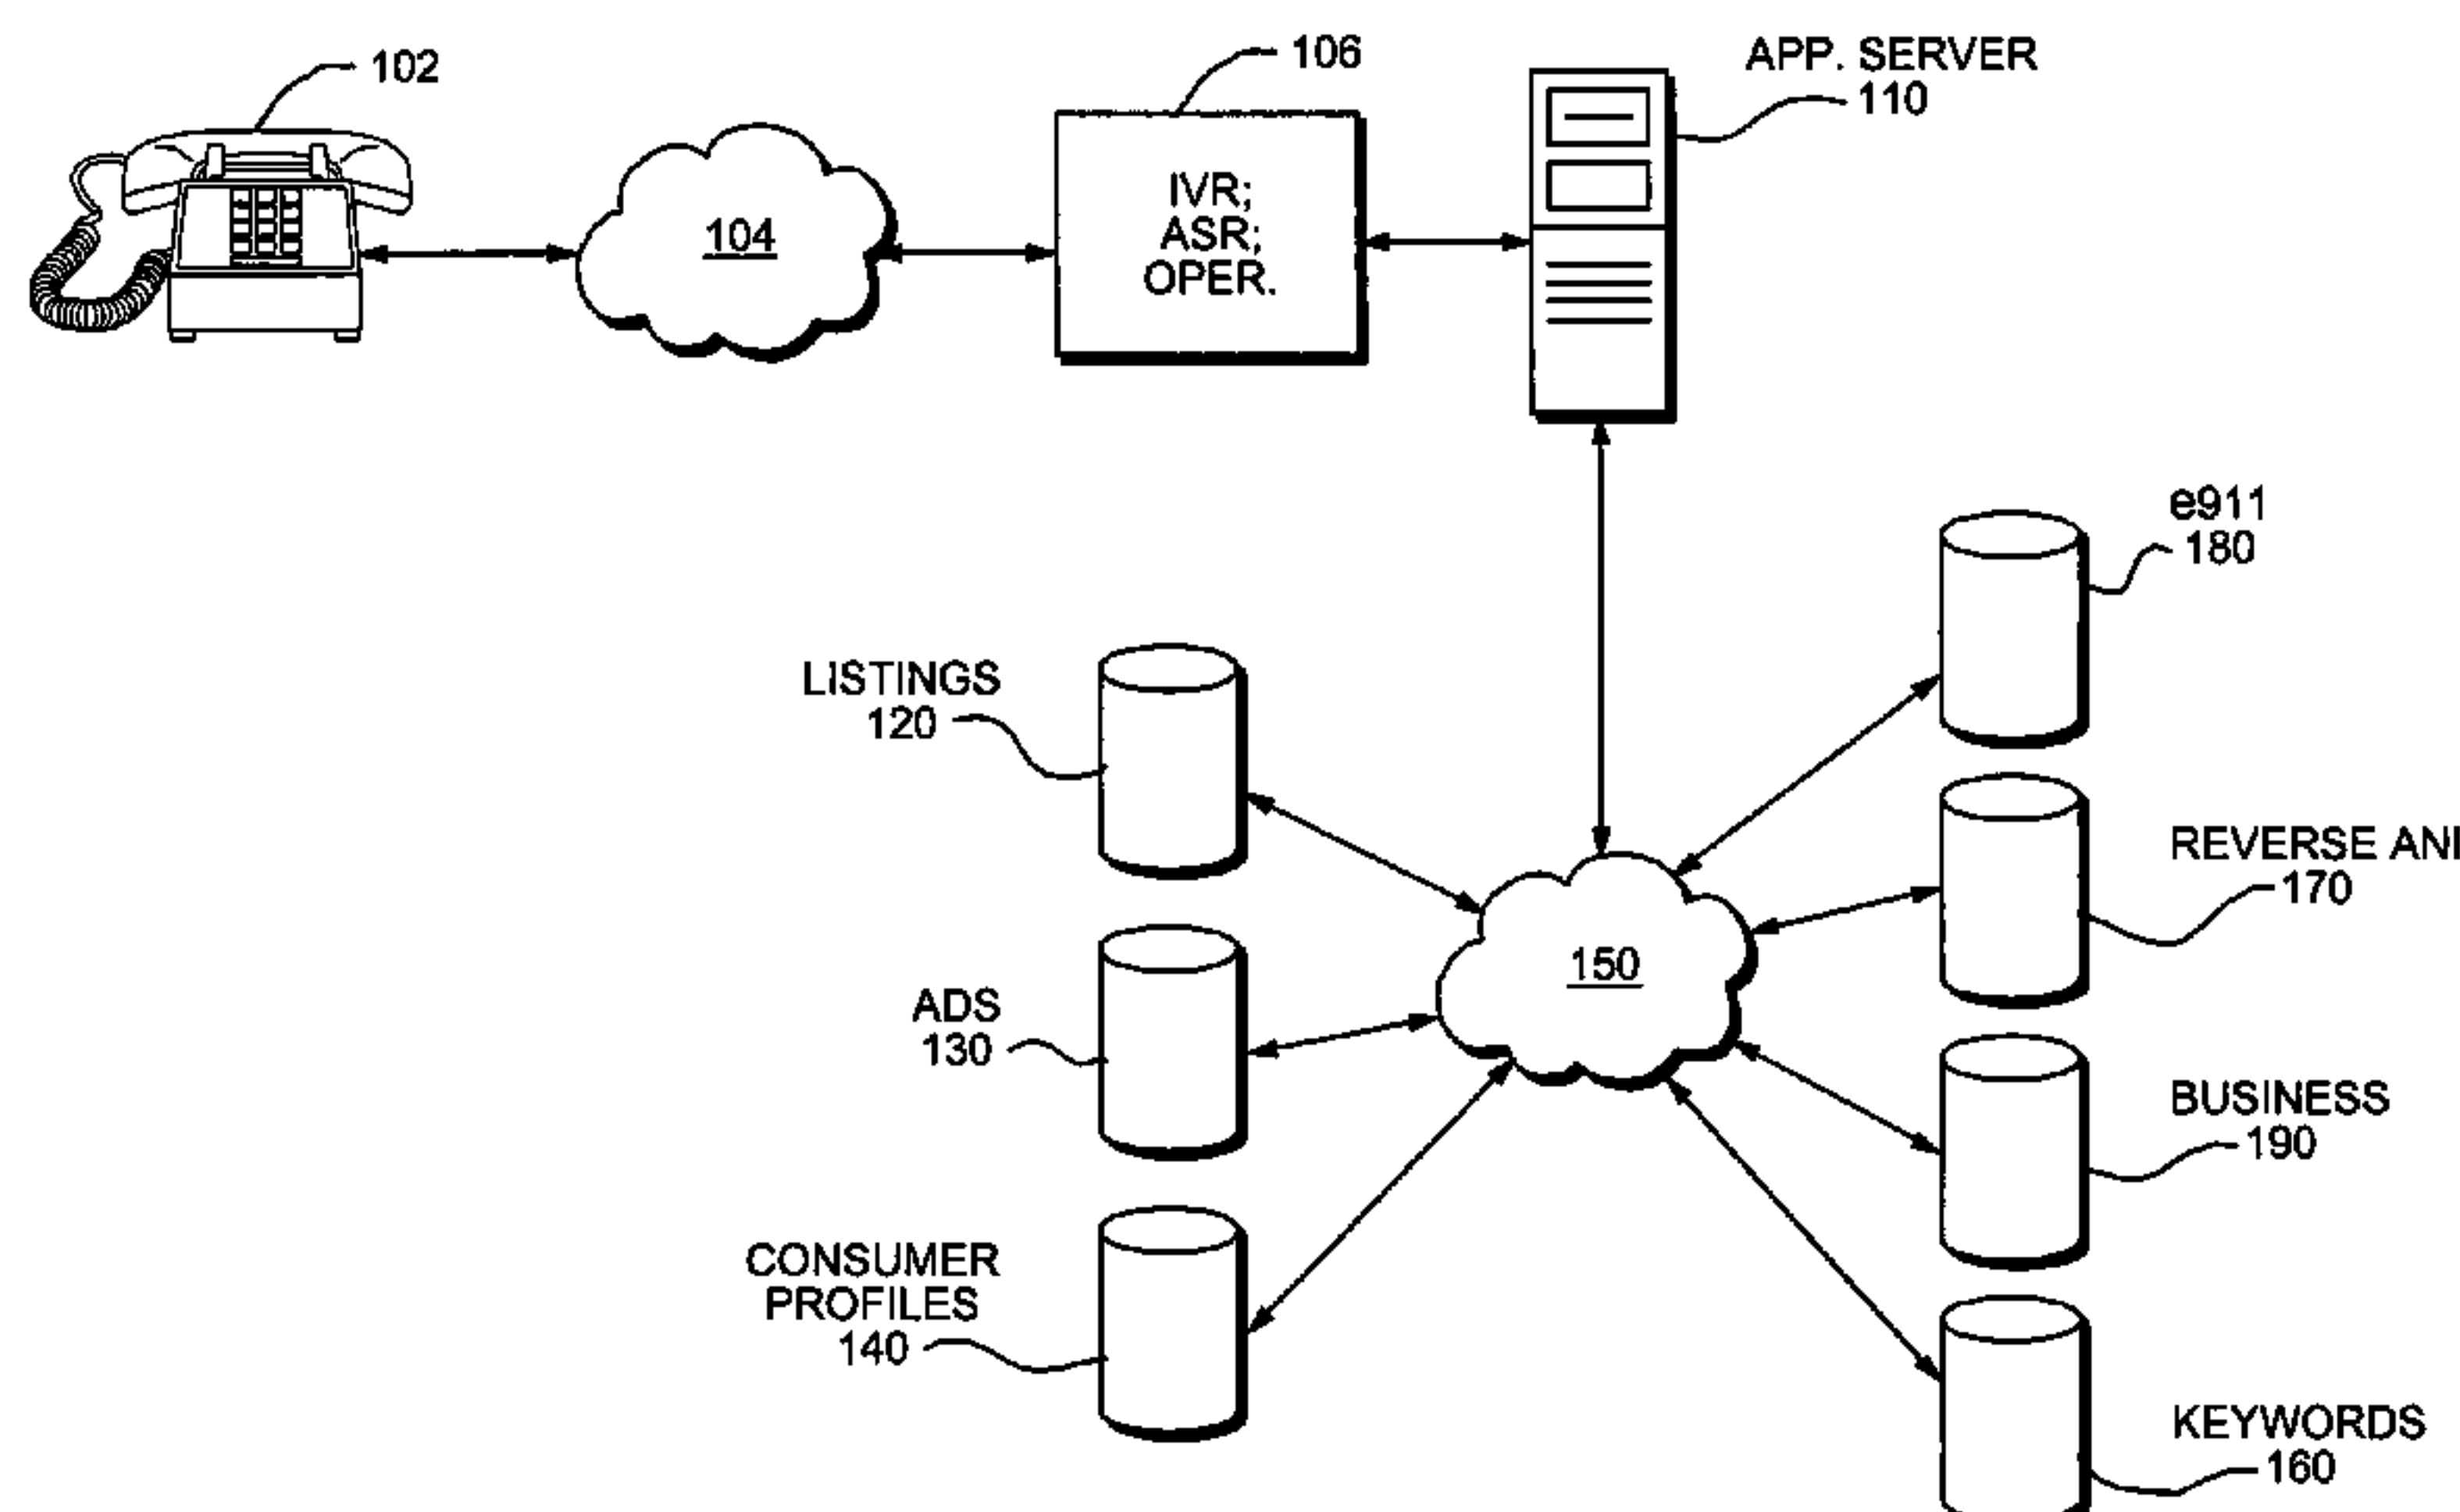 102
104
106
IVR;
ASR;
OPER.
APP. SERVER
110
e911
180
LISTINGS
120
REVERSE ANI
170
150
ADS
130
BUSINESS
190
CONSUMER
PROFILES
140
KEYWORDS
160